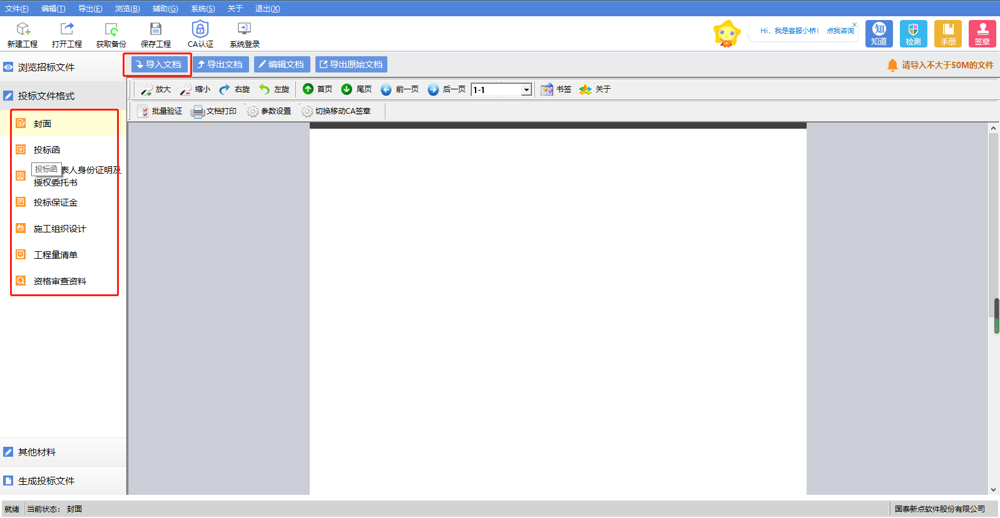 文件(F) 编辑(T) 导出(E) 浏览(B) 辅助(G) 系统(S) 关于 退出(X)
新建工程 打开工程 获取备份 保存工程 CA认证 系统登录
Hi，我是客服小桥！ 点我咨询
知
知道 检测 手册 签章
浏览招标文件
导入文档 导出文档 编辑文档 导出原始文档
请导入不大于50M的文件
投标文件格式
放大 缩小 右旋 左旋 首页 尾页 前一页 后一页 1-1 书签 关于
批量验证 文档打印 参数设置 切换移动CA签章
封面
投标函
投标函
表人身份证明及
授权委托书
投标保证金
施工组织设计
工程量清单
资格审查资料
其他材料
生成投标文件
就绪 当前状态： 封面
国泰新点软件股份有限公司